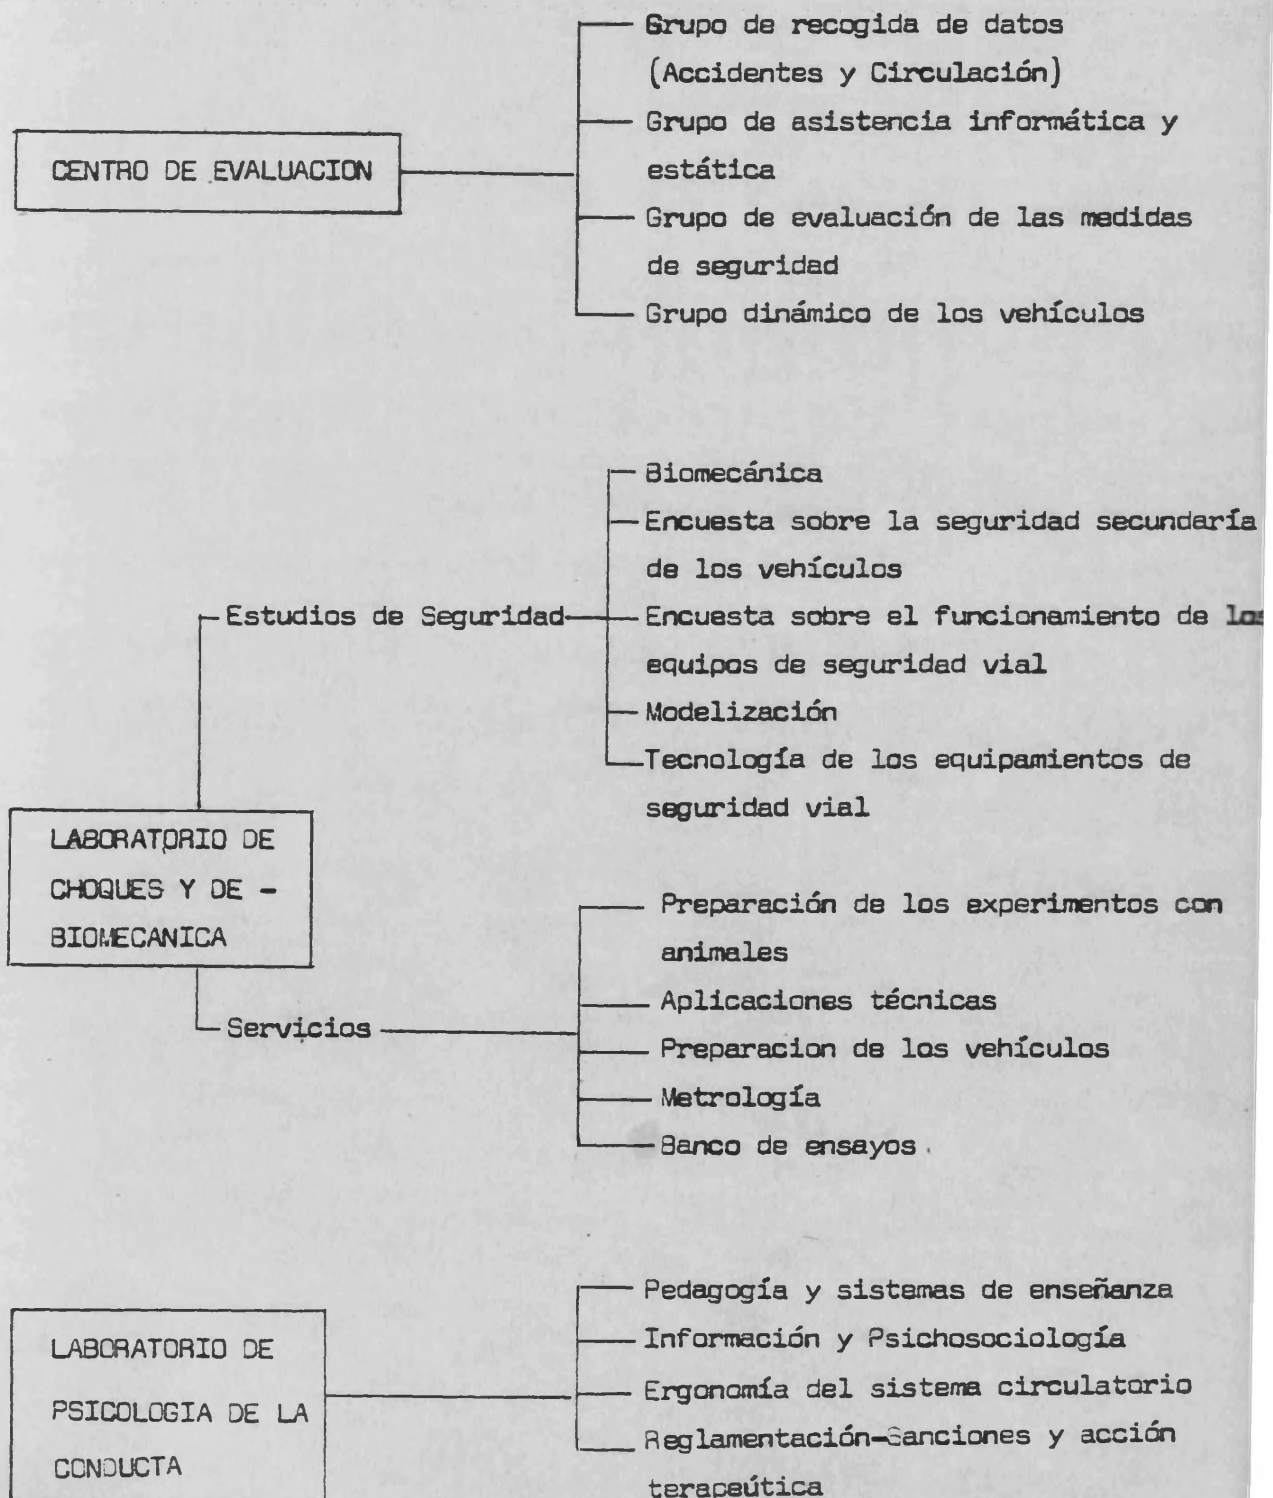 Grupo de recogida de datos
(Accidentes y Circulación)
Grupo de asistencia informática y
estática
CENTRO DE EVALUACION
Grupo de evaluación de las medidas
de seguridad
Grupo dinámico de los vehículos
Biomecánica
Encuesta sobre la seguridad secundaría
de los vehículos
Estudios de Seguridad
Encuesta sobre el funcionamiento de los
equipos de seguridad vial
Modelización
Tecnología de los equipamientos de
seguridad vial
LABORATORIO DE
CHOQUES Y DE -
BIOMECANICA
Preparación de los experimentos con
animales
Aplicaciones técnicas
Servicios
Preparacion de los vehículos
Metrología
Banco de ensayos.
Pedagogía y sistemas de enseñanza
Información y Psichosociología
LABORATORIO DE
PSICOLOGIA DE LA
CONDUCTA
Ergonomía del sistema circulatorio
Reglamentación-Sanciones y acción
terapeútica